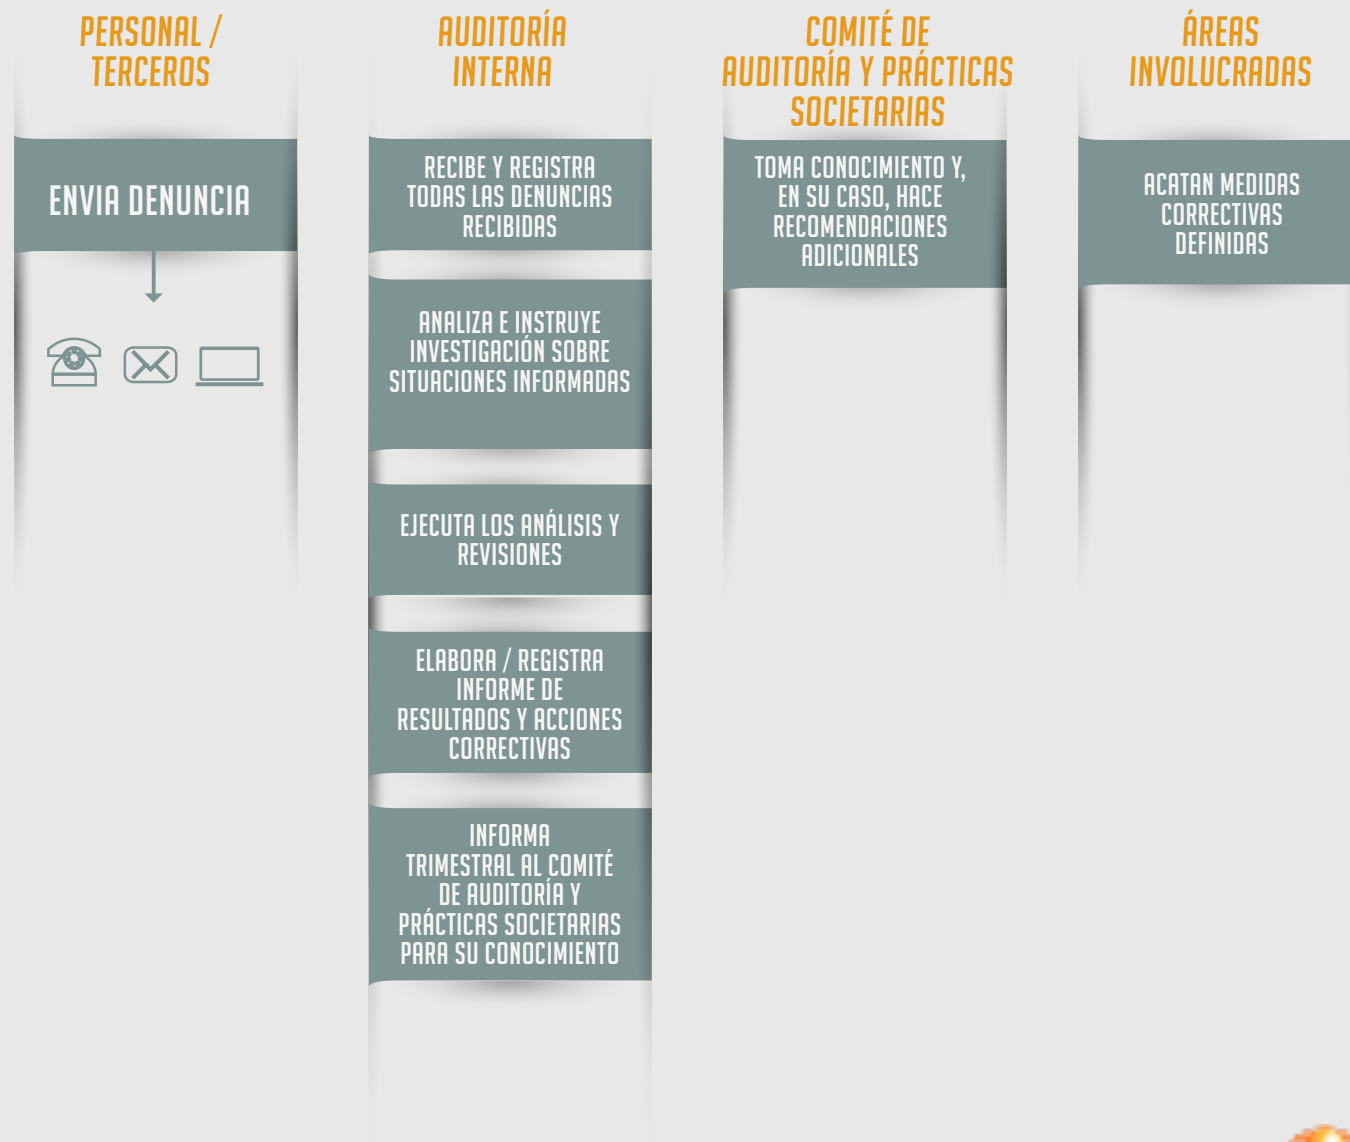 PERSONAL /
TERCEROS
ENVIA DENUNCIA
AUDITORÍA
INTERNA
RECIBE Y REGISTRA
TODAS LAS DENUNCIAS
RECIBIDAS
ANALIZA E INSTRUYE
INVESTIGACIÓN SOBRE
SITUACIONES INFORMADAS
EJECUTA LOS ANÁLISIS Y
REVISIONES
ELABORA / REGISTRA
INFORME DE
RESULTADOS Y ACCIONES
CORRECTIVAS
INFORMA
TRIMESTRAL AL COMITÉ
DE AUDITORÍA Y
PRÁCTICAS SOCIETARIAS
PARA SU CONOCIMIENTO
COMITÉ DE
AUDITORÍA Y PRÁCTICAS
SOCIETARIAS
TOMA CONOCIMIENTO Y,
EN SU CASO, HACE
RECOMENDACIONES
ADICIONALES
ÁREAS
INVOLUCRADAS
ACATAN MEDIDAS
CORRECTIVAS
DEFINIDAS